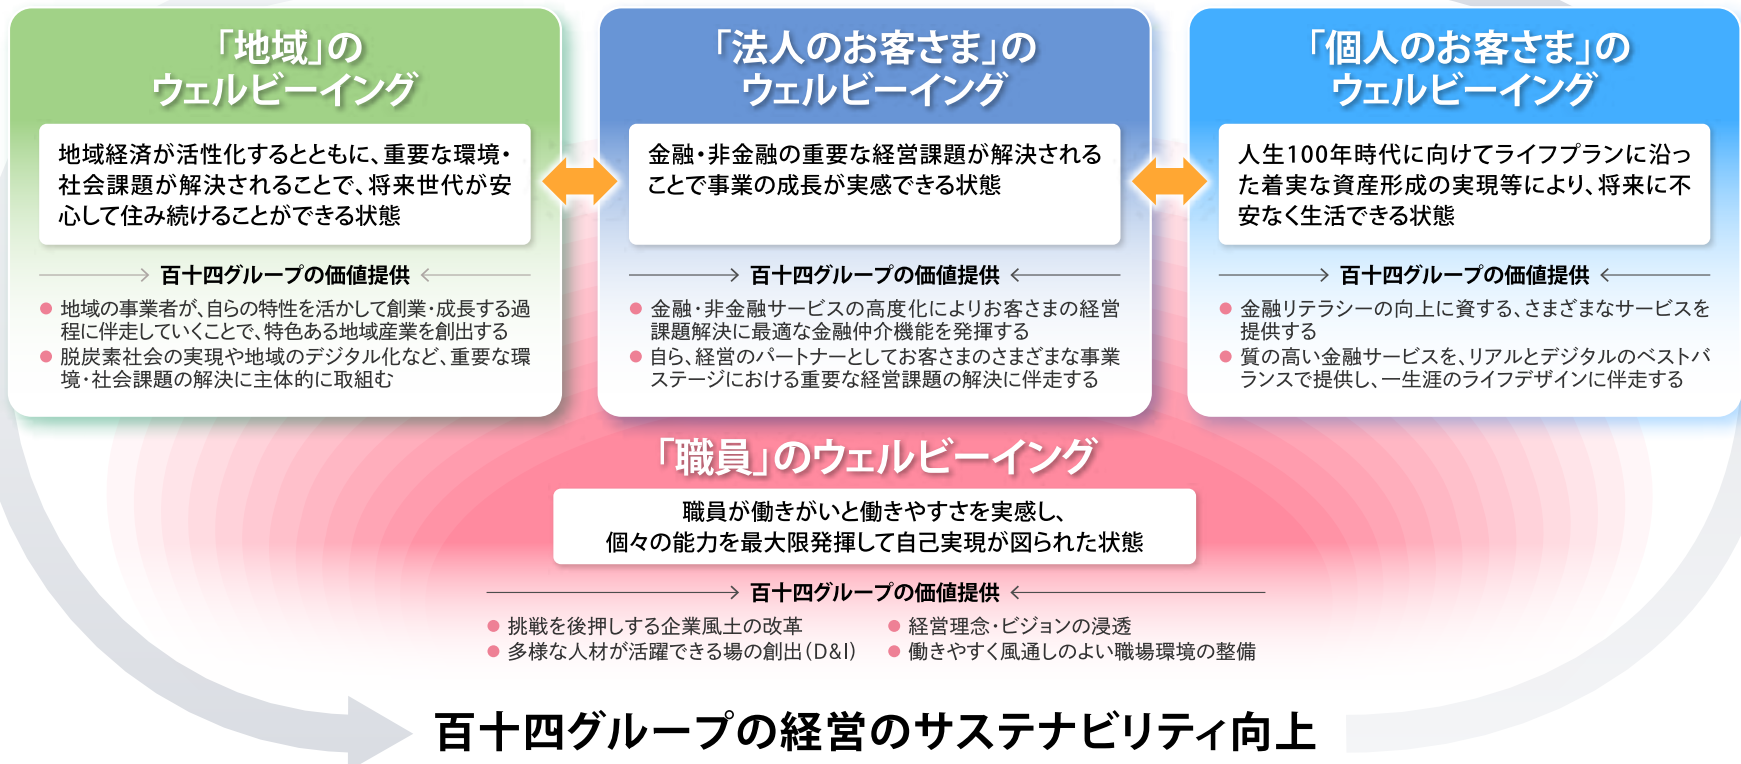 「地域」の
ウェルビーイング
地域経済が活性化するとともに、重要な環境・
社会課題が解決されることで、将来世代が安
心して住み続けることができる状態
百十四グループの価値提供
● 地域の事業者が、自らの特性を活かして創業・成長する過
程に伴走していくことで、特色ある地域産業を創出する
● 脱炭素社会の実現や地域のデジタル化など、重要な環
境・社会課題の解決に主体的に取組む
「法人のお客さま」の
ウェルビーイング
金融・非金融の重要な経営課題が解決される
ことで事業の成長が実感できる状態
百十四グループの価値提供
● 金融・非金融サービスの高度化によりお客さまの経営
課題解決に最適な金融仲介機能を発揮する
● 自ら、経営のパートナーとしてお客さまのさまざまな事業
ステージにおける重要な経営課題の解決に伴走する
「個人のお客さま」の
ウェルビーイング
人生100年時代に向けてライフプランに沿っ
た着実な資産形成の実現等により、将来に不
安なく生活できる状態
百十四グループの価値提供
● 金融リテラシーの向上に資する、さまざまなサービスを
提供する
● 質の高い金融サービスを、リアルとデジタルのベストバ
ランスで提供し、一生涯のライフデザインに伴走する
「職員」のウェルビーイング
職員が働きがいと働きやすさを実感し、
個々の能力を最大限発揮して自己実現が図られた状態
百十四グループの価値提供
● 挑戦を後押しする企業風土の改革
● 多様な人材が活躍できる場の創出（D&I）
● 経営理念・ビジョンの浸透
● 働きやすく風通しのよい職場環境の整備
百十四グループの経営のサステナビリティ向上